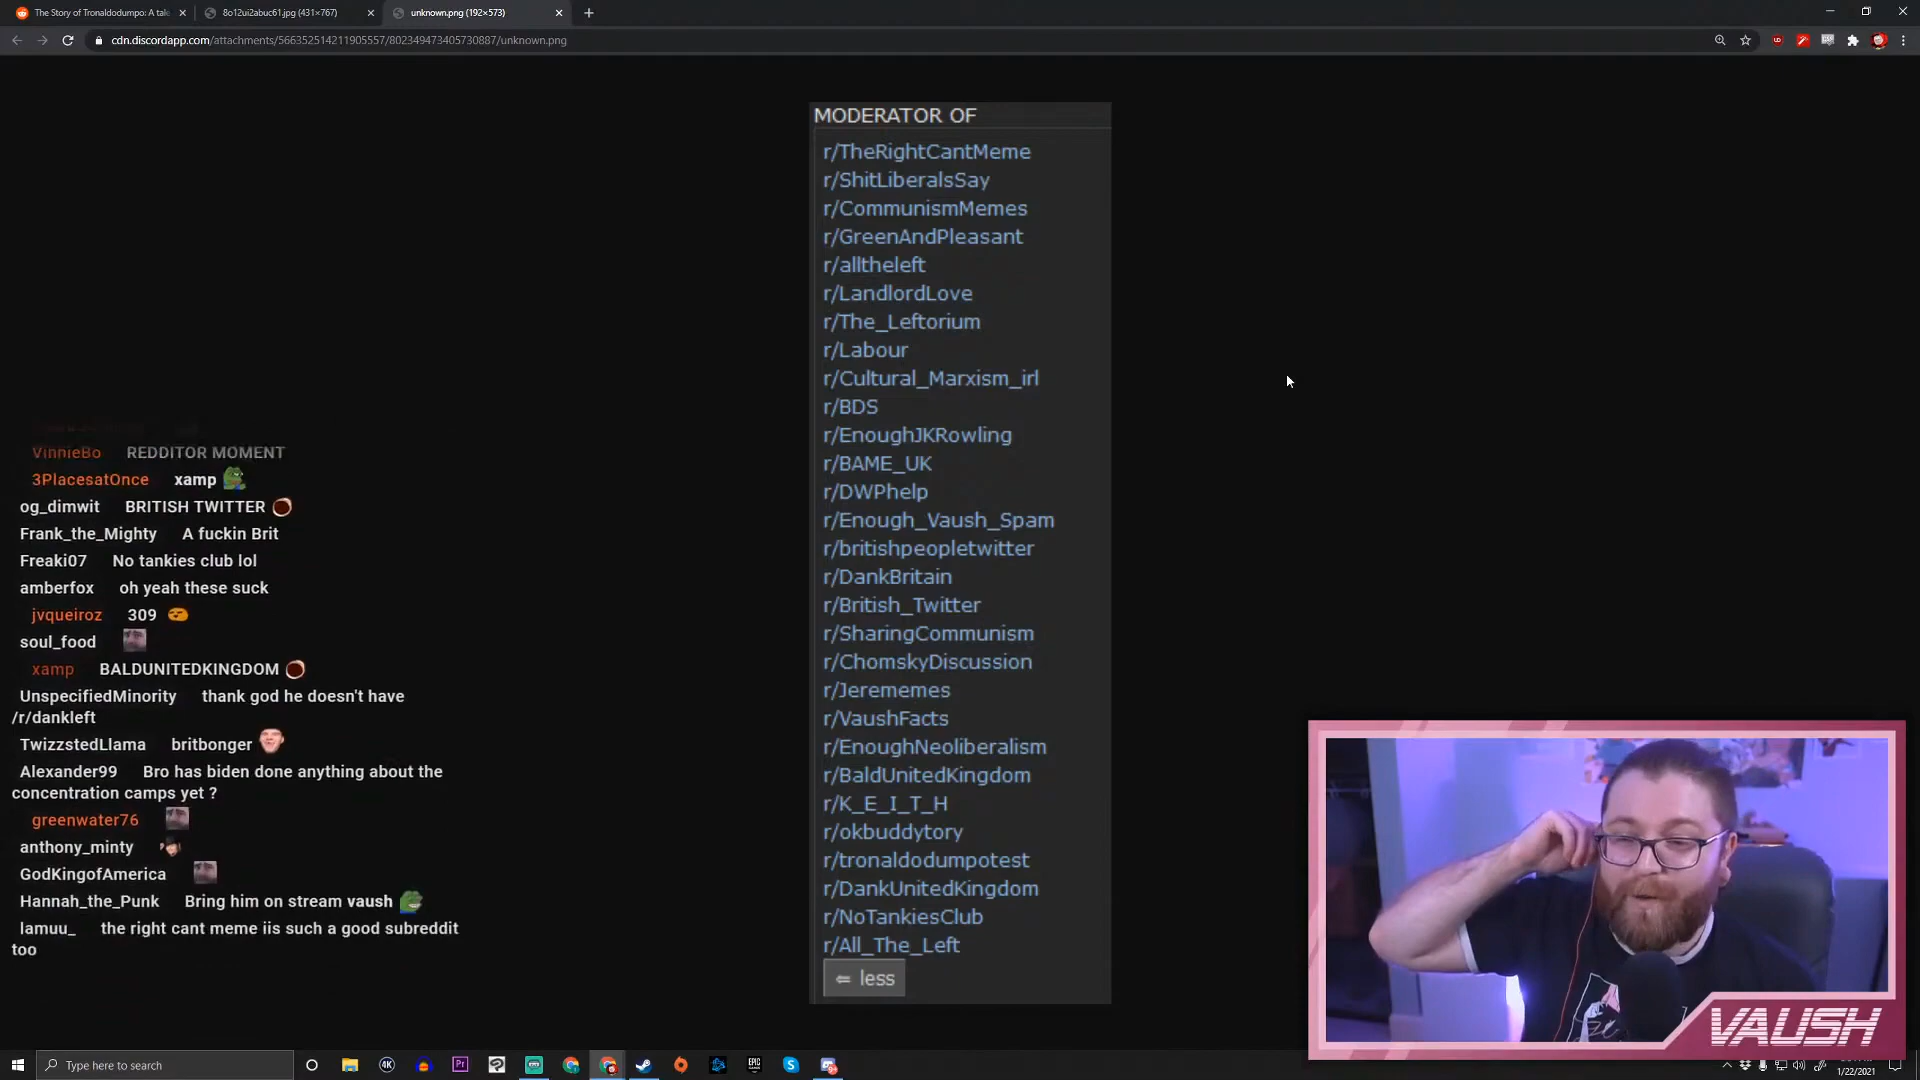 The Story of Tronaldodumpo: A tale
8o12ui2abuc61.jpg (431×767)
unknown.png (192×573)
cdn.discordapp.com/attachments/566352514211905557/802349473405730887/unknown.png
MODERATOR OF
r/TheRightCantMeme
r/ShitLiberalsSay
r/CommunismMemes
r/GreenAndPleasant
r/alltheleft
r/LandlordLove
r/The_Leftorium
r/Labour
r/Cultural_Marxism_irl
r/BDS
r/EnoughJKRowling
r/BAME_UK
r/DWPhelp
r/Enough_Vaush_Spam
r/britishpeopletwitter
r/DankBritain
r/British_Twitter
r/SharingCommunism
r/ChomskyDiscussion
r/Jerememes
r/VaushFacts
r/EnoughNeoliberalism
r/BaldUnitedKingdom
r/K_E_I_T_H
r/okbuddytory
r/tronaldodumpotest
r/DankUnitedKingdom
r/NoTankiesClub
r/All_The_Left
⇐ less
VinnieBo REDDITOR MOMENT
3PlacesatOnce xamp
og_dimwit BRITISH TWITTER
Frank_the_Mighty A fuckin Brit
Freaki07 No tankies club lol
amberfox oh yeah these suck
jvqueiroz 309
soul_food
xamp BALDUNITEDKINGDOM
UnspecifiedMinority thank god he doesn't have
/r/dankleft
TwizzstedLlama britbonger
Alexander99 Bro has biden done anything about the
concentration camps yet ?
greenwater76
anthony_minty
GodKingofAmerica
Hannah_the_Punk Bring him on stream vaush
lamuu_ the right cant meme iis such a good subreddit
too
VAUSH
Type here to search
4K
Pr
EPIC
1/22/2021